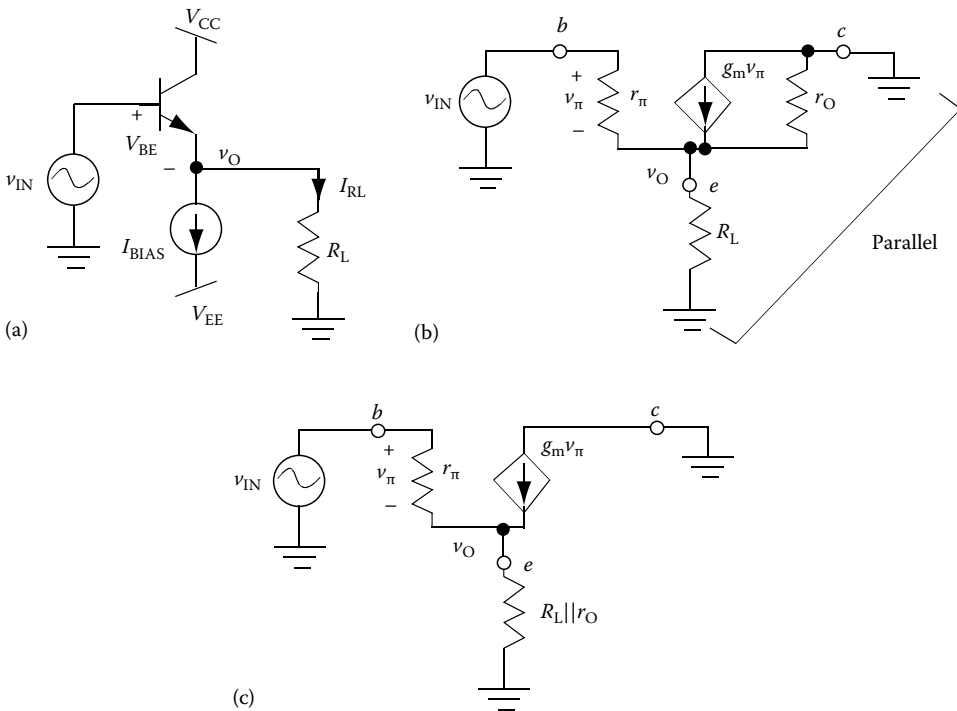 V_CC
+
V_BE
−
v_O
v_IN
I_RL
I_BIAS
R_L
V_EE
(a)
b
c
g_m v_π
+
v_π
−
r_π
r_O
v_IN
v_O
e
R_L
Parallel
(b)
b
c
+
v_π
−
r_π
g_m v_π
v_IN
v_O
e
R_L||r_O
(c)